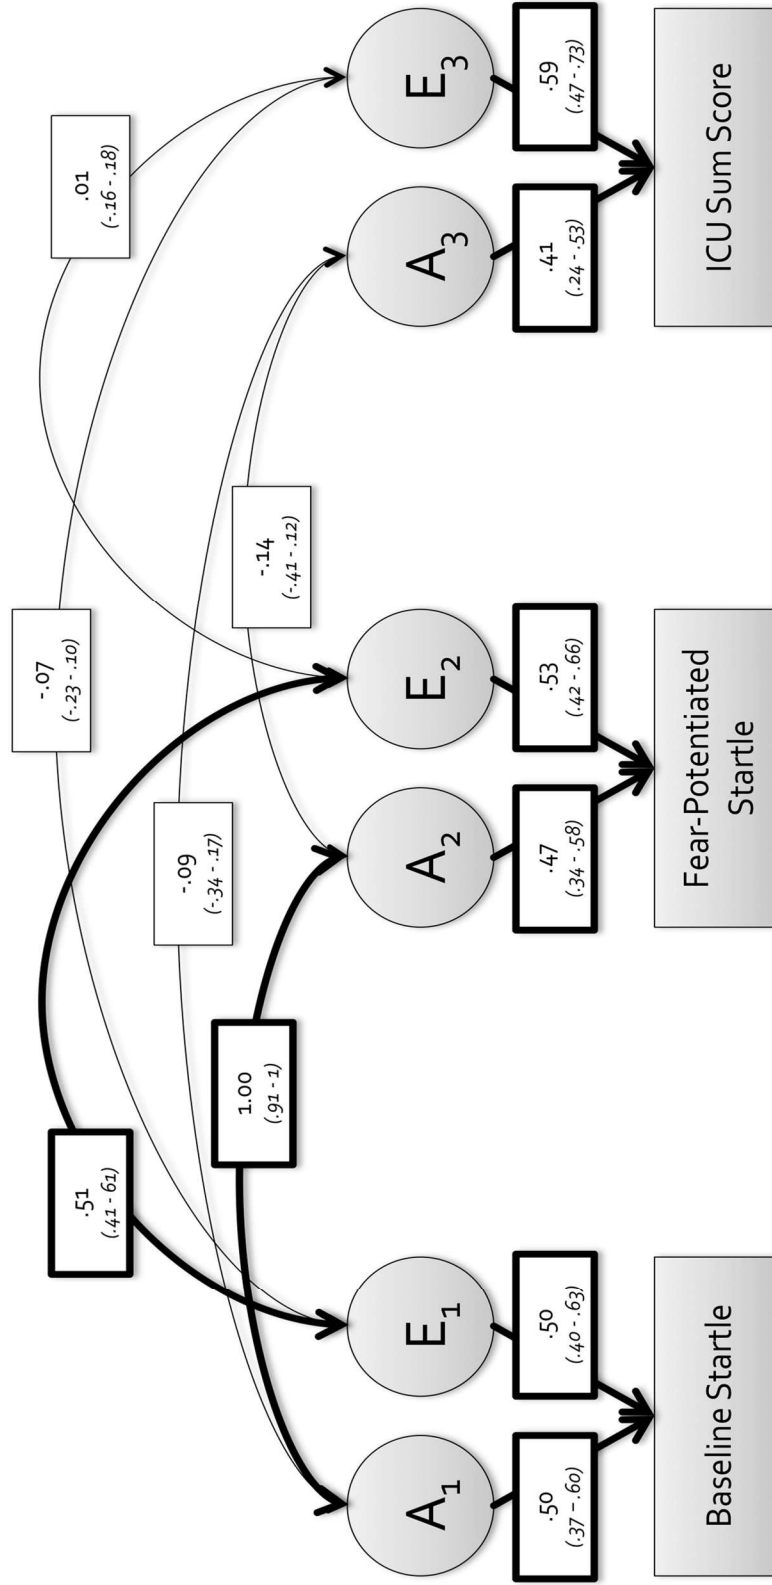 .51
(.41 - 61)
-.07
(-.23 - .10)
.01
(-.16 - .18)
1.00
(.91 - 1)
-.09
(-.34 - .17)
-.14
(-.41 - .12)
A1
E1
A2
E2
A3
E3
.50
(.37 – .60)
.50
(.40 - .63)
.47
(.34 - .58)
.53
(.42 - .66)
.41
(.24 - .53)
.59
(.47 - .73)
Baseline Startle
Fear-Potentiated
Startle
ICU Sum Score